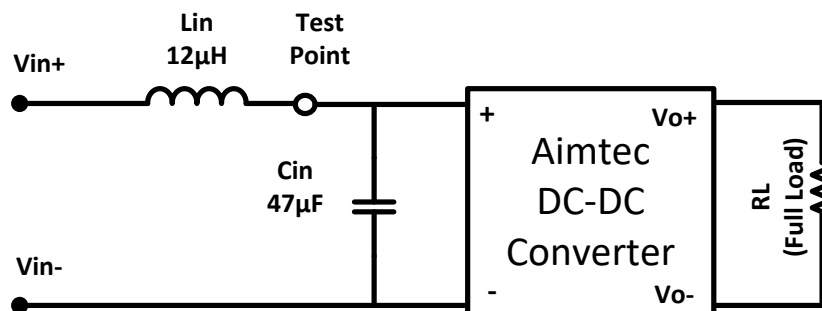 Lin
12µH
Test
Point
Vin+
Cin
47µF
+
Vo+
Aimtec
DC-DC
Converter
RL
(Full Load)
Vin-
-
Vo-